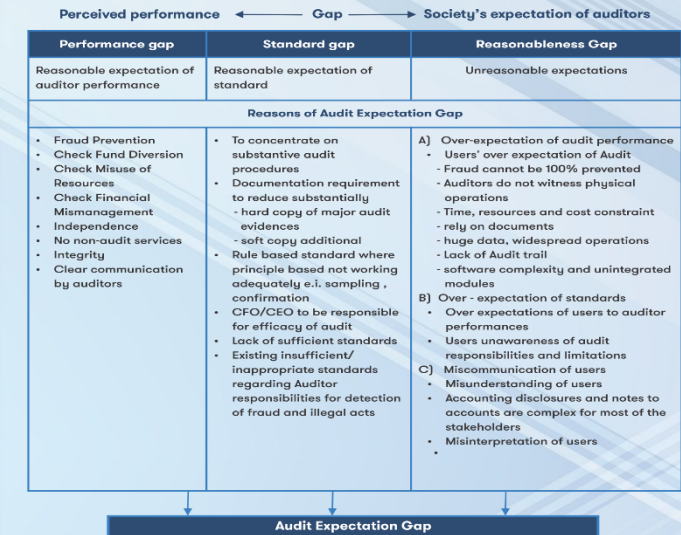 Perceived performance Gap Society's expectation of auditors
Performance gap
Standard gap
Reasonableness Gap
Reasonable expectation of
auditor performance
Reasonable expectation of
standard
Unreasonable expectations
Reasons of Audit Expectation Gap
• Fraud Prevention
• Check Fund Diversion
• Check Misuse of
Resources
• Check Financial
Mismanagement
• Independence
• No non-audit services
• Integrity
• Clear communication
by auditors
• To concentrate on
substantive audit
procedures
• Documentation requirement
to reduce substantially
- hard copy of major audit
evidences
- soft copy additional
• Rule based standard where
principle based not working
adequately e.i. sampling ,
confirmation
• CFO/CEO to be responsible
for efficacy of audit
• Lack of sufficient standards
• Existing insufficient/
inappropriate standards
regarding Auditor
responsibilities for detection
of fraud and illegal acts
A) Over-expectation of audit performance
• Users' over expectation of Audit
- Fraud cannot be 100% prevented
- Auditors do not witness physical
operations
- Time, resources and cost constraint
- rely on documents
- huge data, widespread operations
- Lack of Audit trail
- software complexity and unintegrated
modules
B) Over - expectation of standards
• Over expectations of users to auditor
performances
• Users unawareness of audit
responsibilities and limitations
C) Miscommunication of users
• Misunderstanding of users
• Accounting disclosures and notes to
accounts are complex for most of the
stakeholders
• Misinterpretation of users
•
Audit Expectation Gap